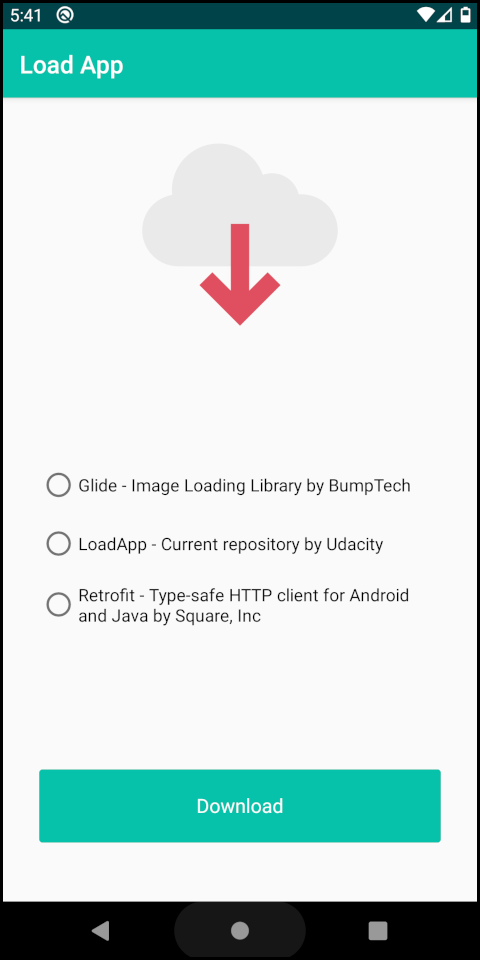 5:41
Load App
Glide - Image Loading Library by BumpTech
LoadApp - Current repository by Udacity
Retrofit - Type-safe HTTP client for Android
and Java by Square, Inc
Download